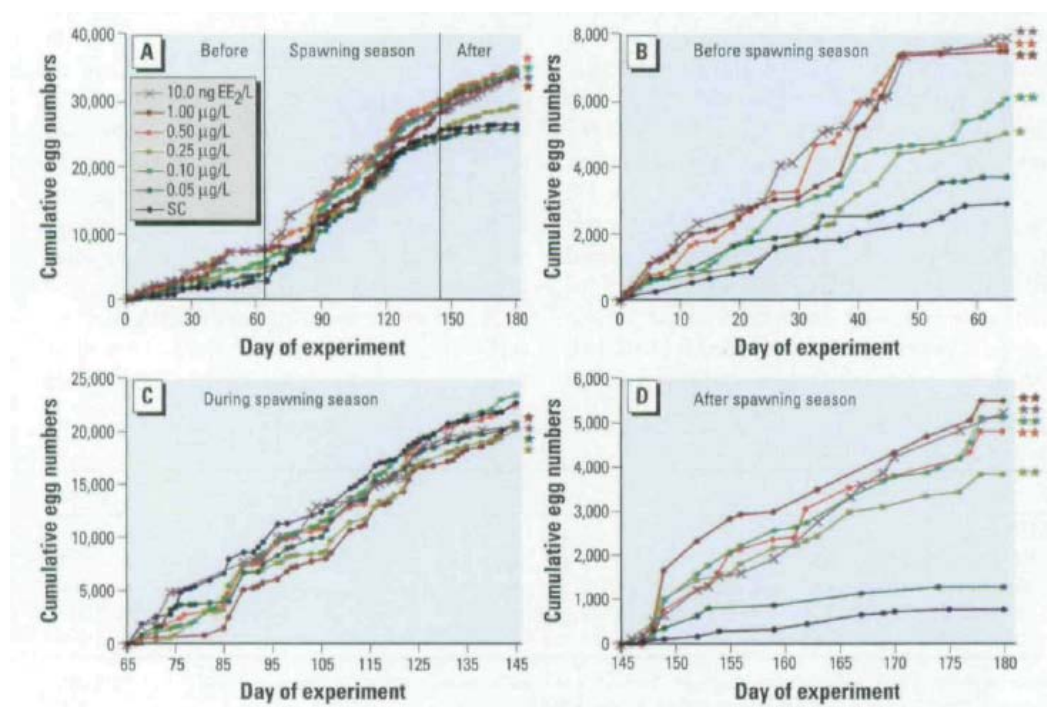 A
Before
Spawning season
After
40,000
30,000
20,000
10,000
0
Cumulative egg numbers
10.0 ng EE2/L
1.00 µg/L
0.50 µg/L
0.25 µg/L
0.10 µg/L
0.05 µg/L
SC
0 30 60 90 120 150 180
Day of experiment
B
Before spawning season
8,000
6,000
4,000
2,000
0
Cumulative egg numbers
0 10 20 30 40 50 60
Day of experiment
C
During spawning season
25,000
20,000
15,000
10,000
5,000
0
Cumulative egg numbers
65 75 85 95 105 115 125 135 145
Day of experiment
D
After spawning season
6,000
5,000
4,000
3,000
2,000
1,000
0
Cumulative egg numbers
145 150 155 160 165 170 175 180
Day of experiment